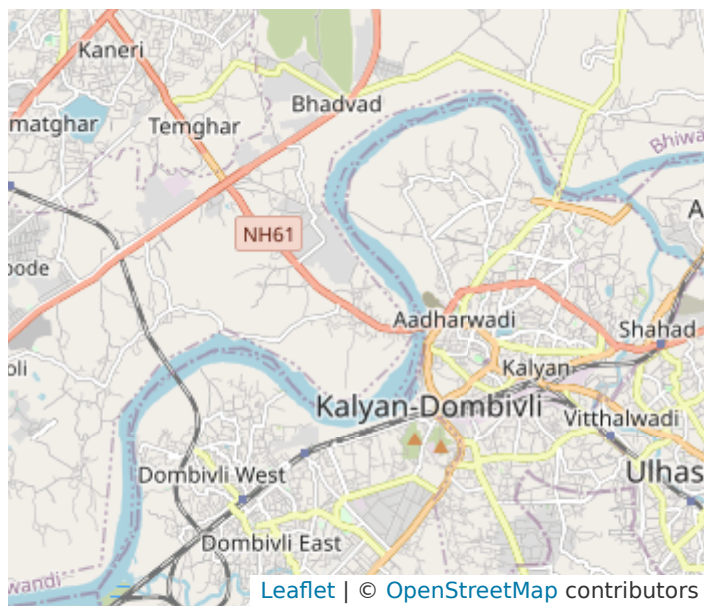 Kaneri
Bhadvad
matghar
Temghar
Bhiwa
A
NH61
bode
Aadharwadi
Shahad
oli
Kalyan
Kalyan-Dombivli
Vitthalwadi
Dombivli West
Ulhas
Dombivli East
wandi
Leaflet | © OpenStreetMap contributors